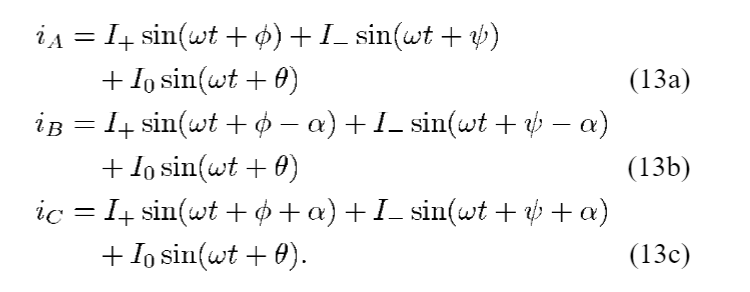 i_A = I_+ sin(ωt + ϕ) + I_− sin(ωt + ψ)
+ I_0 sin(ωt + θ) (13a)
i_B = I_+ sin(ωt + ϕ − α) + I_− sin(ωt + ψ − α)
+ I_0 sin(ωt + θ) (13b)
i_C = I_+ sin(ωt + ϕ + α) + I_− sin(ωt + ψ + α)
+ I_0 sin(ωt + θ). (13c)